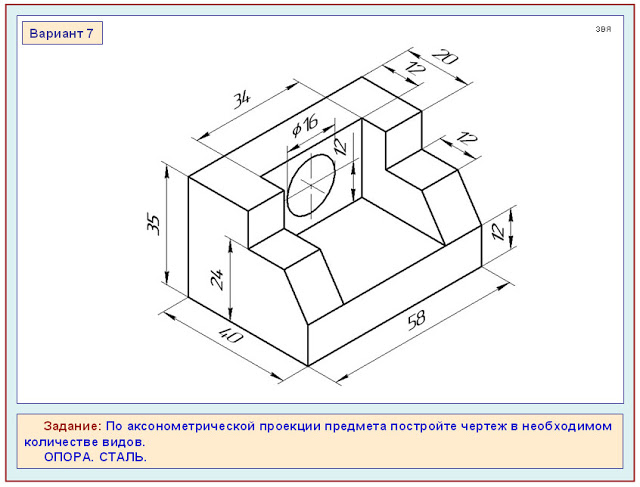 Вариант 7
ЗВЯ
20
12
34
ϕ16
12
12
35
24
12
40
58
Задание: По аксонометрической проекции предмета постройте чертеж в необходимом
количестве видов.
ОПОРА. СТАЛЬ.